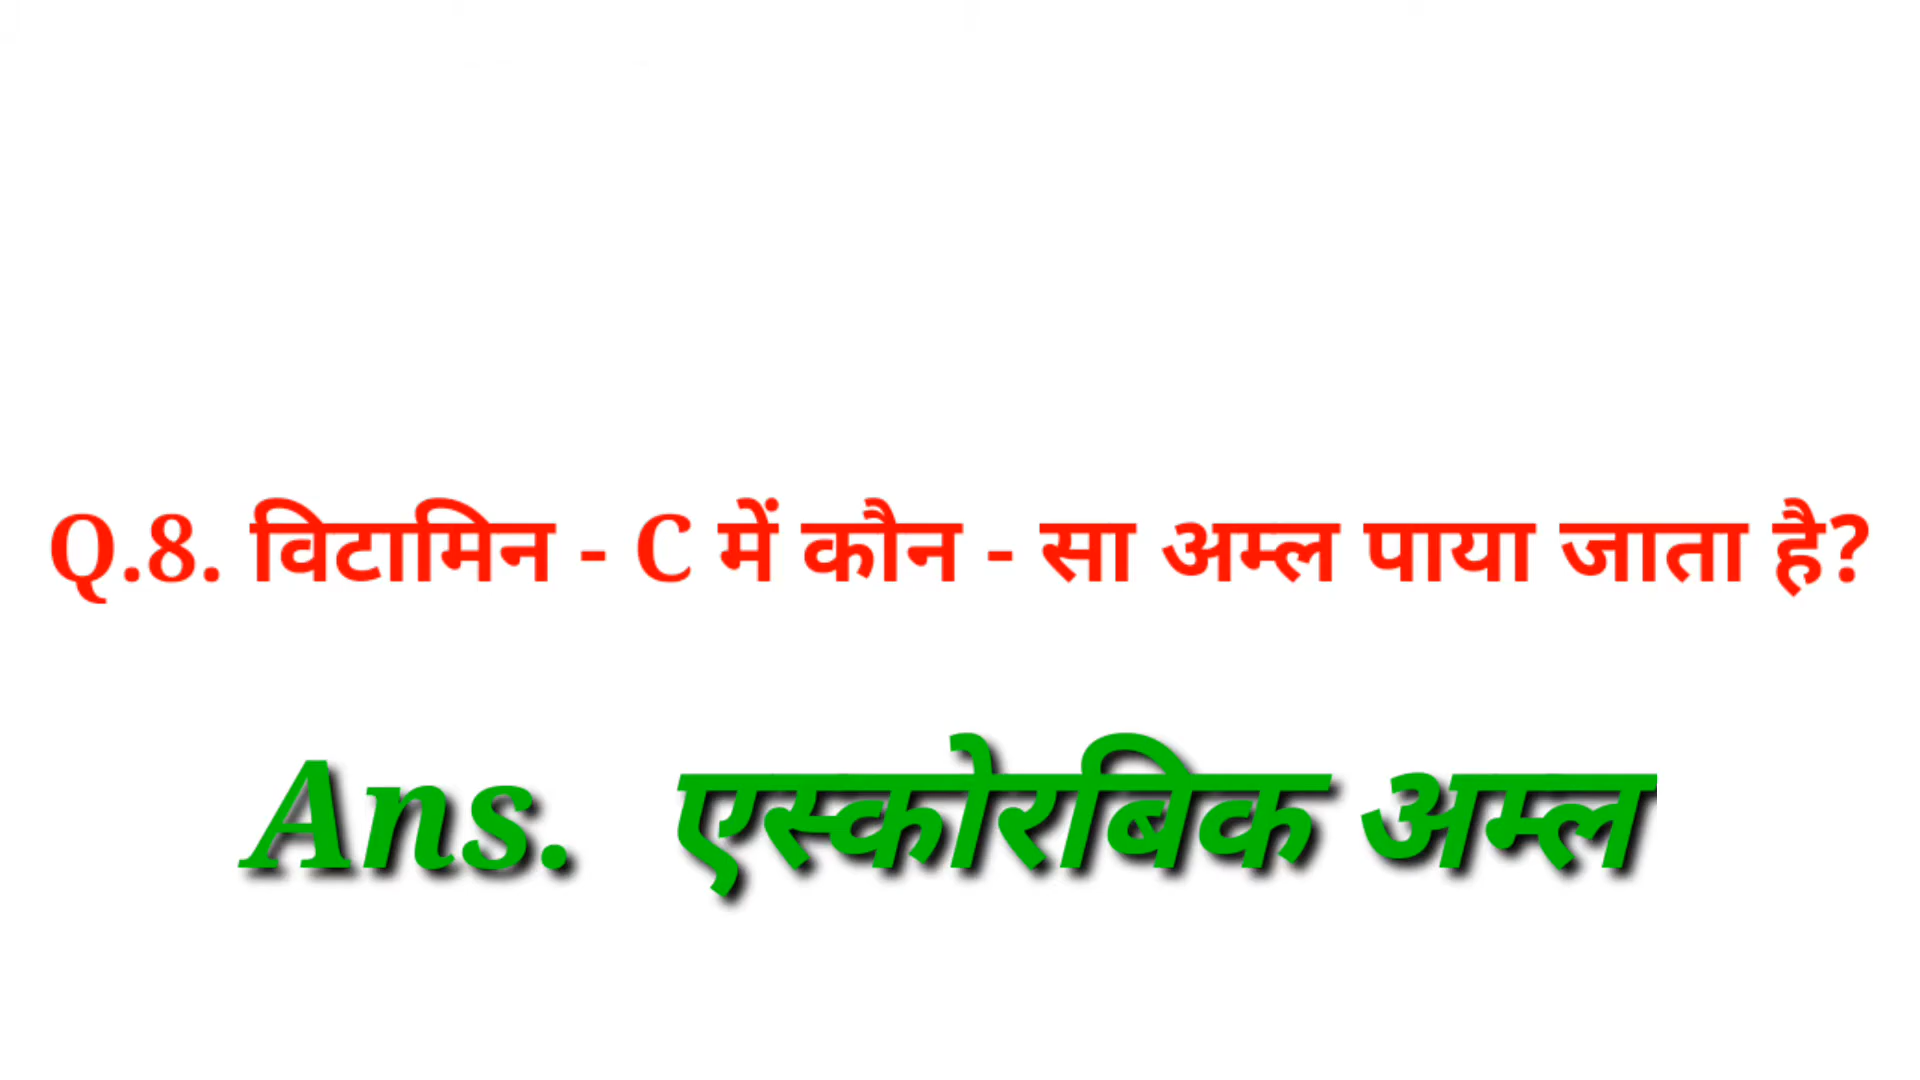 Q.8. विटामिन - C में कौन - सा अम्ल पाया जाता है?
Ans. एस्कोरबिक अम्ल